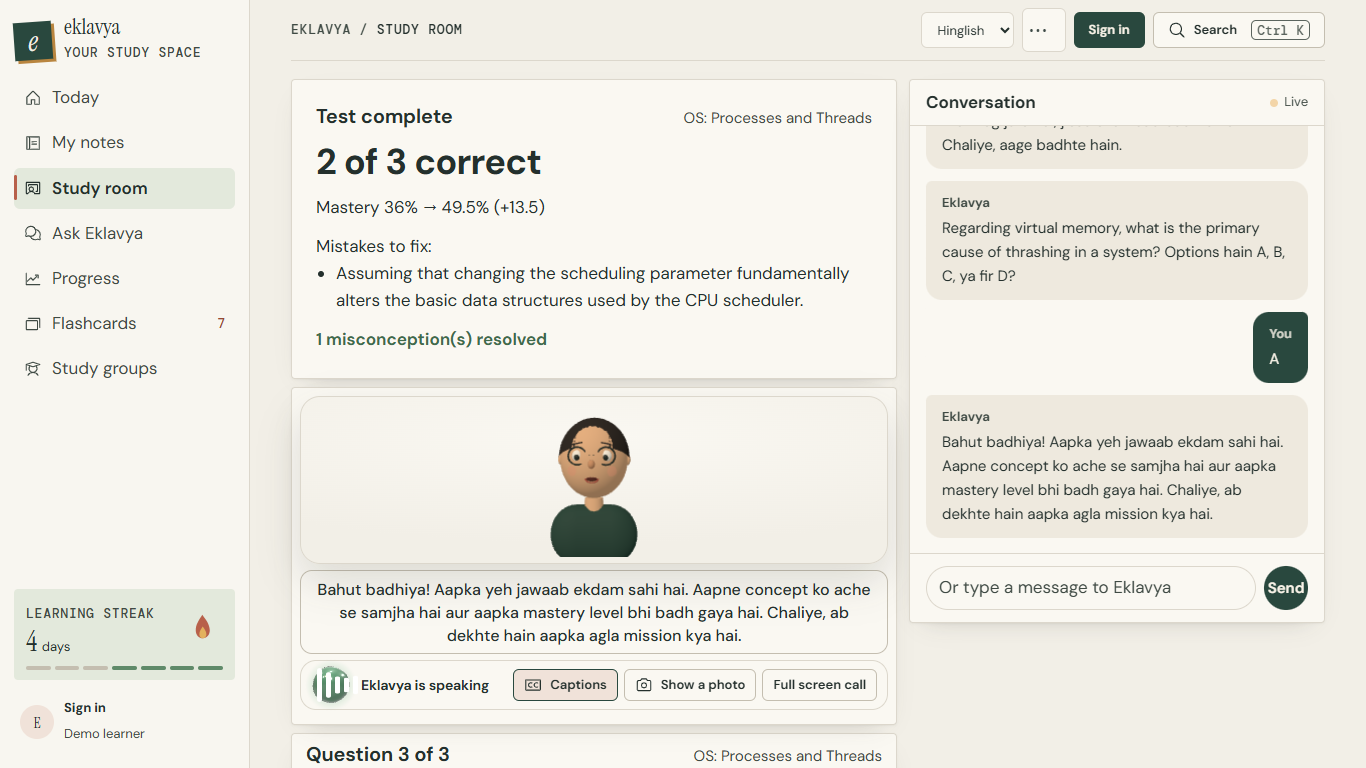 e
eklavya
YOUR STUDY SPACE
Today
My notes
Study room
Ask Eklavya
Progress
Flashcards 7
Study groups
LEARNING STREAK
4 days
E
Sign in
Demo learner
EKLAVYA / STUDY ROOM
Hinglish
...
Sign in
Search Ctrl K
Test complete
OS: Processes and Threads
2 of 3 correct
Mastery 36% → 49.5% (+13.5)
Mistakes to fix:
• Assuming that changing the scheduling parameter fundamentally
alters the basic data structures used by the CPU scheduler.
1 misconception(s) resolved
Bahut badhiya! Aapka yeh jawaab ekdam sahi hai. Aapne concept ko ache
se samjha hai aur aapka mastery level bhi badh gaya hai. Chaliye, ab
dekhte hain aapka agla mission kya hai.
Eklavya is speaking
CC Captions
Show a photo
Full screen call
Question 3 of 3
OS: Processes and Threads
Conversation
Live
Chaliye, aage badhte hain.
Eklavya
Regarding virtual memory, what is the primary
cause of thrashing in a system? Options hain A, B,
C, ya fir D?
You
A
Eklavya
Bahut badhiya! Aapka yeh jawaab ekdam sahi hai.
Aapne concept ko ache se samjha hai aur aapka
mastery level bhi badh gaya hai. Chaliye, ab
dekhte hain aapka agla mission kya hai.
Or type a message to Eklavya
Send